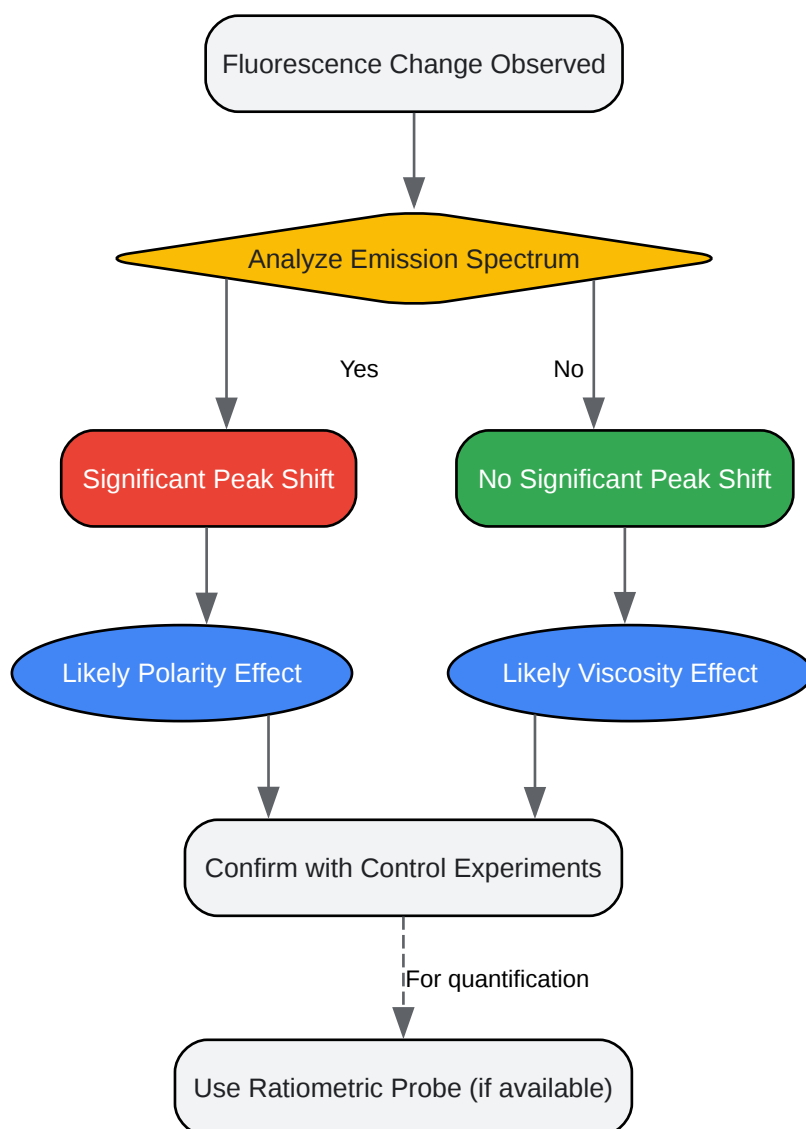 Fluorescence Change Observed
Analyze Emission Spectrum
Yes
No
Significant Peak Shift
No Significant Peak Shift
Likely Polarity Effect
Likely Viscosity Effect
Confirm with Control Experiments
For quantification
Use Ratiometric Probe (if available)